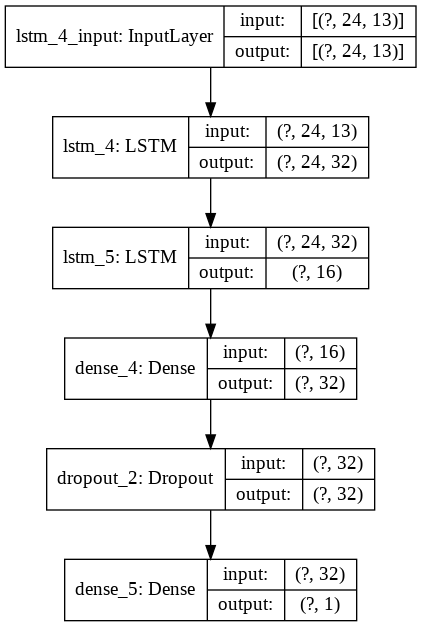 lstm_4_input: InputLayer
input: [(?, 24, 13)]
output: [(?, 24, 13)]
lstm_4: LSTM
input: (?, 24, 13)
output: (?, 24, 32)
lstm_5: LSTM
input: (?, 24, 32)
output: (?, 16)
dense_4: Dense
input: (?, 16)
output: (?, 32)
dropout_2: Dropout
input: (?, 32)
output: (?, 32)
dense_5: Dense
input: (?, 32)
output: (?, 1)